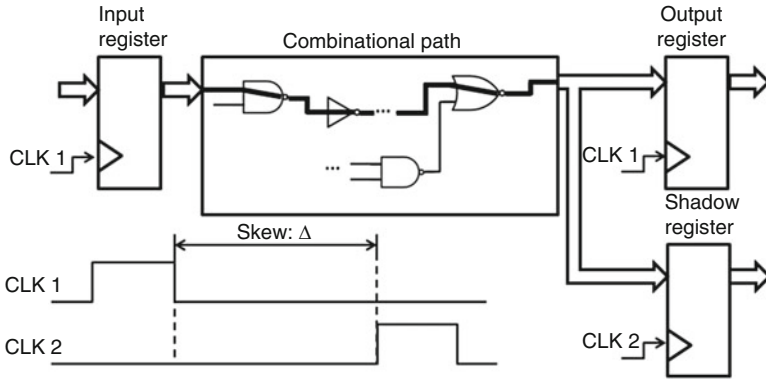 Input
register
Combinational path
Output
register
CLK 1
CLK 1
Shadow
register
Skew: Δ
CLK 1
CLK 2
CLK 2